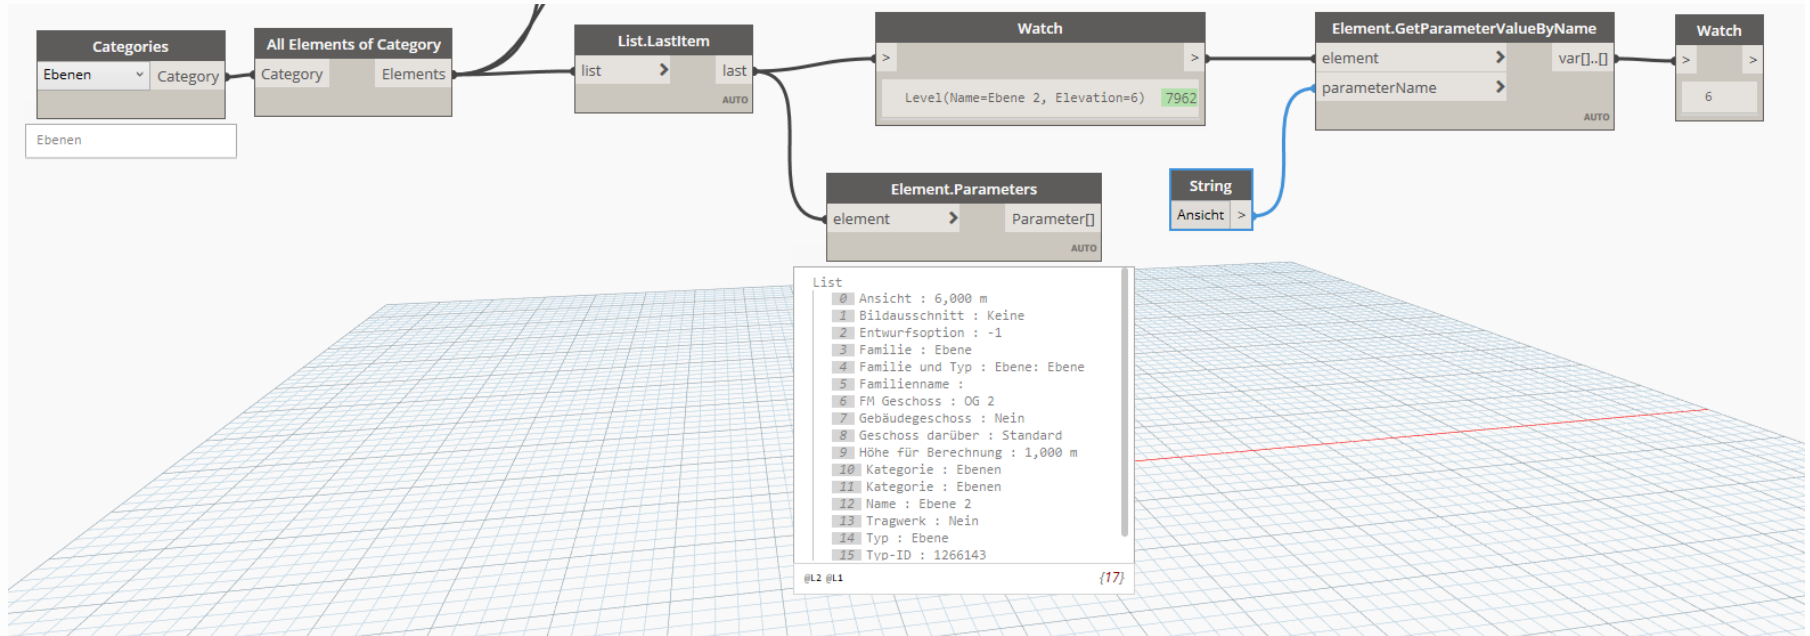 Categories
Ebenen
Category >
Ebenen
All Elements of Category
Category
Elements
List.LastItem
list >
last
AUTO
Watch
> >
Level(Name=Ebene 2, Elevation=6) 7962
Element.GetParameterValueByName
element >
var[]..[]
parameterName >
AUTO
Watch
> >
6
Element.Parameters
element >
Parameter[]
AUTO
String
Ansicht >
List
0 Ansicht : 6,000 m
1 Bildausschnitt : Keine
2 Entwurfsoption : -1
3 Familie : Ebene
4 Familie und Typ : Ebene: Ebene
5 Familienname :
6 FM Geschoss : OG 2
7 Gebäudegeschoss : Nein
8 Geschoss darüber : Standard
9 Höhe für Berechnung : 1,000 m
10 Kategorie : Ebenen
11 Kategorie : Ebenen
12 Name : Ebene 2
13 Tragwerk : Nein
14 Typ : Ebene
15 Typ-ID : 1266143
@L2 @L1
{17}